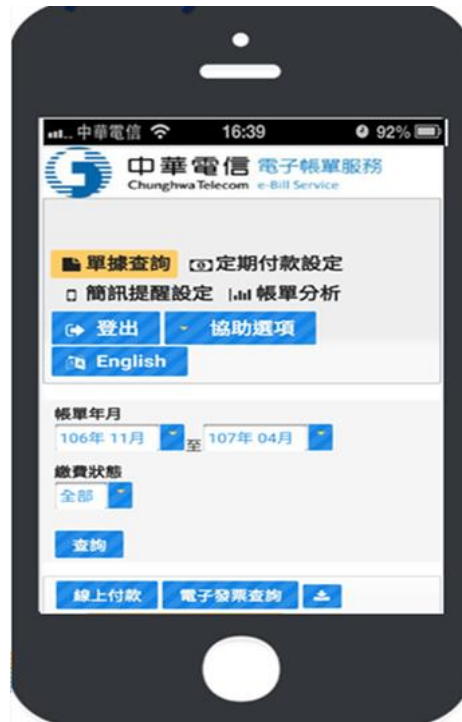 中華電信 16:39 92%
中華電信 電子帳單服務
Chunghwa Telecom e-Bill Service
單據查詢 定期付款設定
簡訊提醒設定 帳單分析
登出 協助選項
English
帳單年月
106年 11月 至 107年 04月
繳費狀態
全部
查詢
線上付款 電子發票查詢